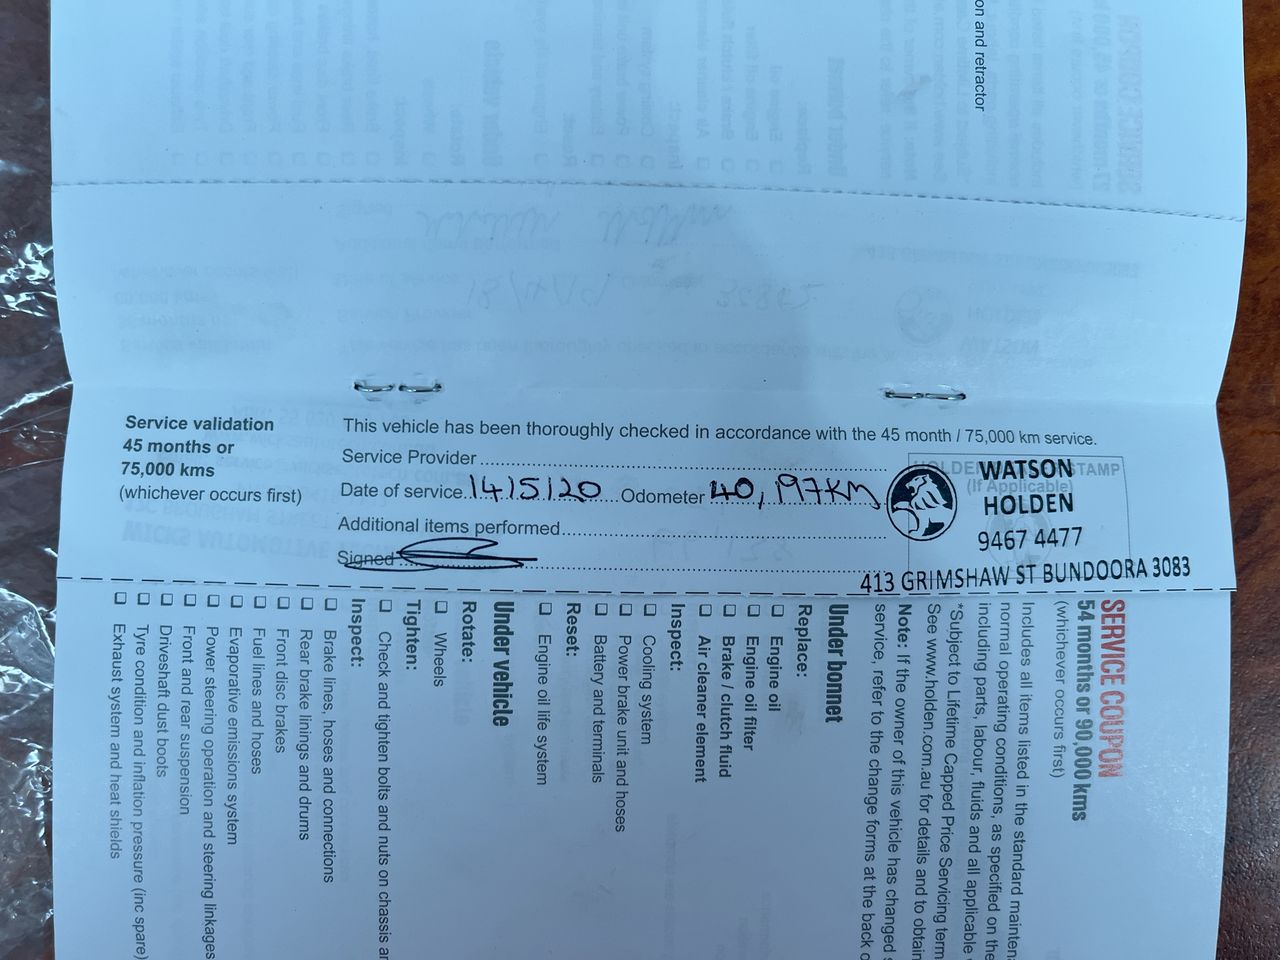 on and retractor
Service validation
45 months or
75,000 kms
(whichever occurs first)
This vehicle has been thoroughly checked in accordance with the 45 month / 75,000 km service.
Service Provider
Date of service 14/5/20 Odometer 40,197KM
Additional items performed
Signed
HOLDEN STAMP
(If Applicable)
WATSON
HOLDEN
9467 4477
413 GRIMSHAW ST BUNDOORA 3083
SERVICE COUPON
54 months or 90,000 kms
(whichever occurs first)
Includes all items listed in the standard
normal operating conditions, as specified on the
including parts, labour, fluids and all applicable
*Subject to Lifetime Capped Price Servicing
See www.holden.com.au for details and to obtain
Note: If the owner of this vehicle has changed
service, refer to the change forms at the back
Under bonnet
Replace:
Engine oil
Engine oil filter
Brake / clutch fluid
Air cleaner element
Inspect:
Cooling system
Power brake unit and hoses
Battery and terminals
Reset:
Engine oil life system
Under vehicle
Rotate:
Wheels
Tighten:
Check and tighten bolts and nuts on chassis
Inspect:
Brake lines, hoses and connections
Rear brake linings and drums
Front disc brakes
Fuel lines and hoses
Evaporative emissions system
Power steering operation and steering linkages
Front and rear suspension
Driveshaft dust boots
Tyre condition and inflation pressure (inc spare)
Exhaust system and heat shields